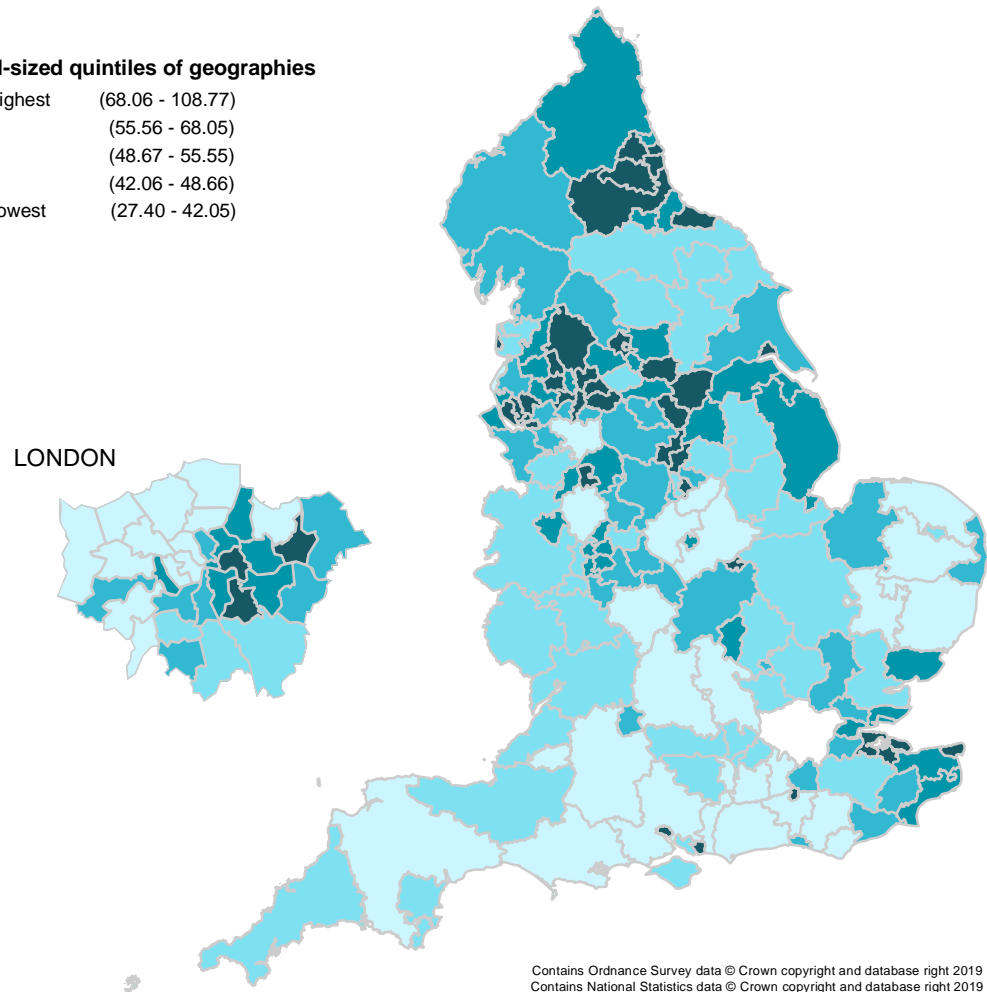 l-sized quintiles of geographies
ighest (68.06 - 108.77)
(55.56 - 68.05)
(48.67 - 55.55)
(42.06 - 48.66)
owest (27.40 - 42.05)
LONDON
Contains Ordnance Survey data © Crown copyright and database right 2019
Contains National Statistics data © Crown copyright and database right 2019